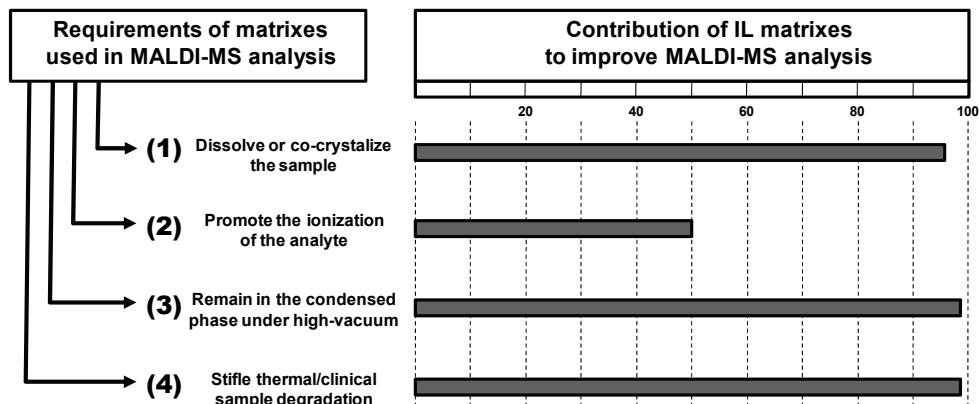 Requirements of matrixes
used in MALDI-MS analysis
Contribution of IL matrixes
to improve MALDI-MS analysis
20 40 60 80 100
(1) Dissolve or co-crystalize
the sample
(2) Promote the ionization
of the analyte
(3) Remain in the condensed
phase under high-vacuum
(4) Stifle thermal/clinical
sample degradation